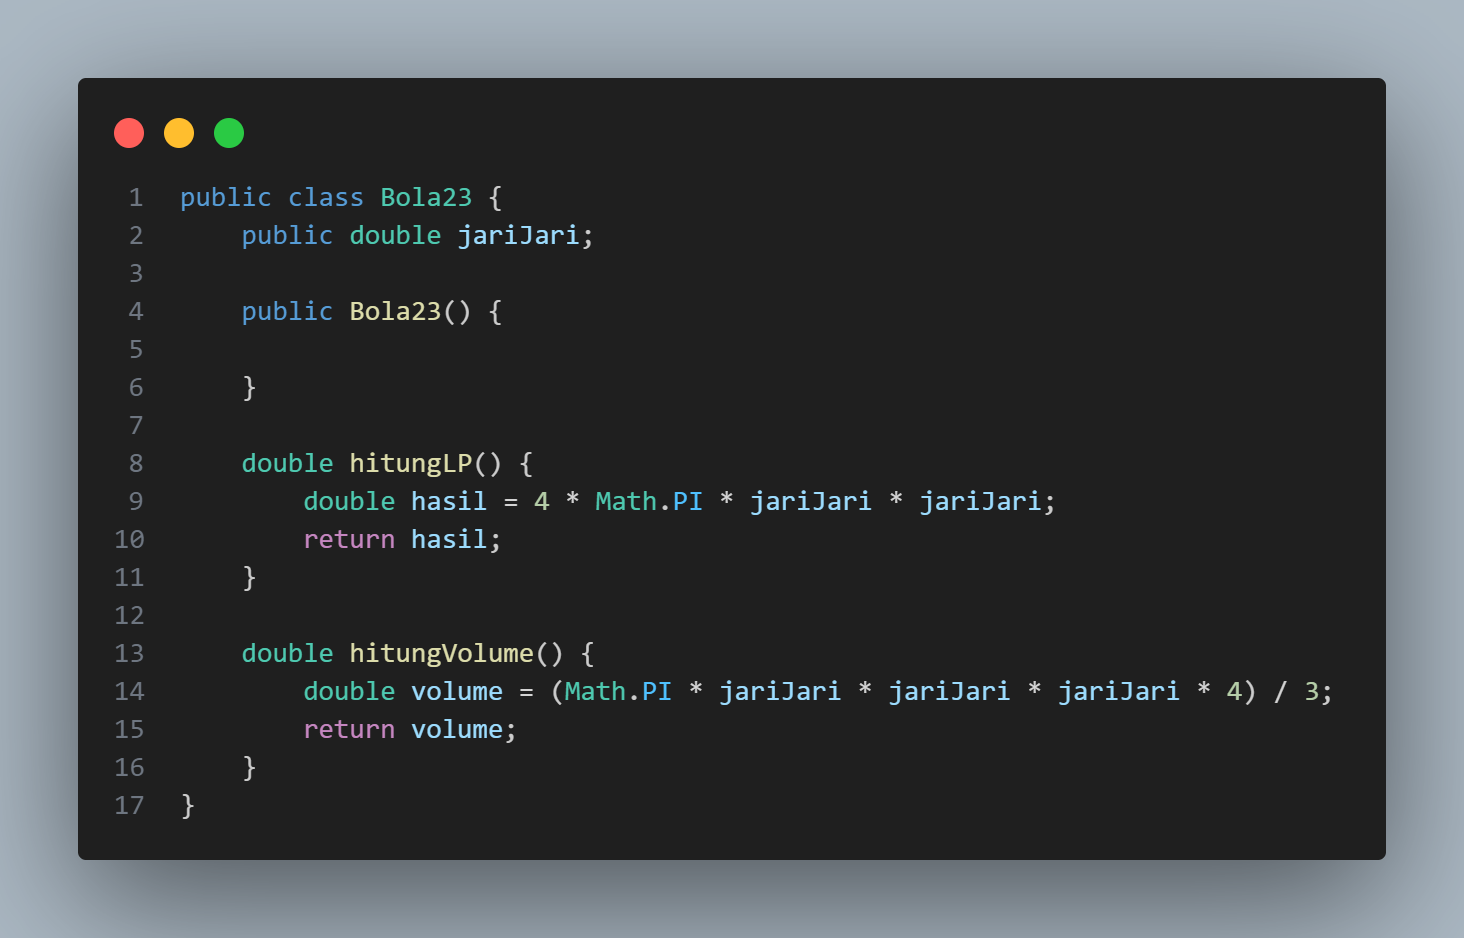 1 public class Bola23 {
2     public double jariJari;
3
4     public Bola23() {
5
6     }
7
8     double hitungLP() {
9         double hasil = 4 * Math.PI * jariJari * jariJari;
10         return hasil;
11     }
12
13     double hitungVolume() {
14         double volume = (Math.PI * jariJari * jariJari * jariJari * 4) / 3;
15         return volume;
16     }
17 }